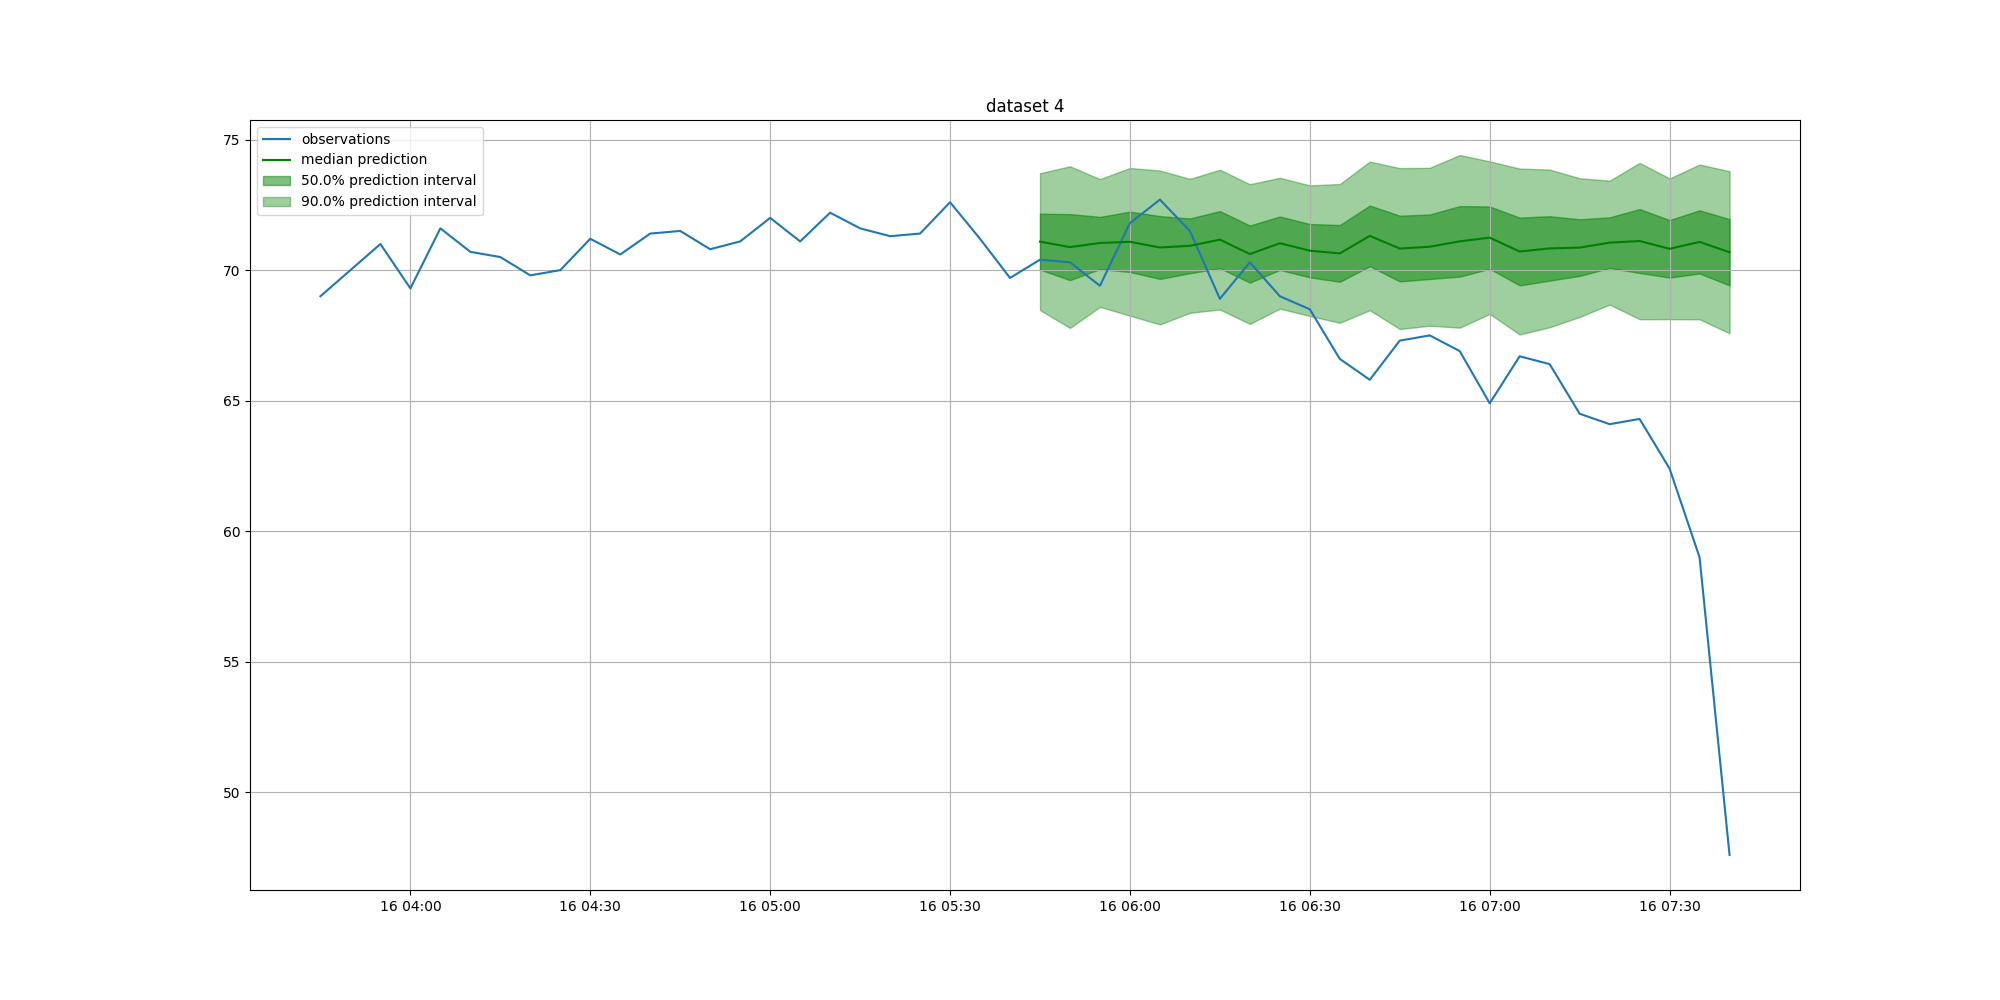 dataset 4
observations
median prediction
50.0% prediction interval
90.0% prediction interval
75
70
65
60
55
50
16 04:00
16 04:30
16 05:00
16 05:30
16 06:00
16 06:30
16 07:00
16 07:30